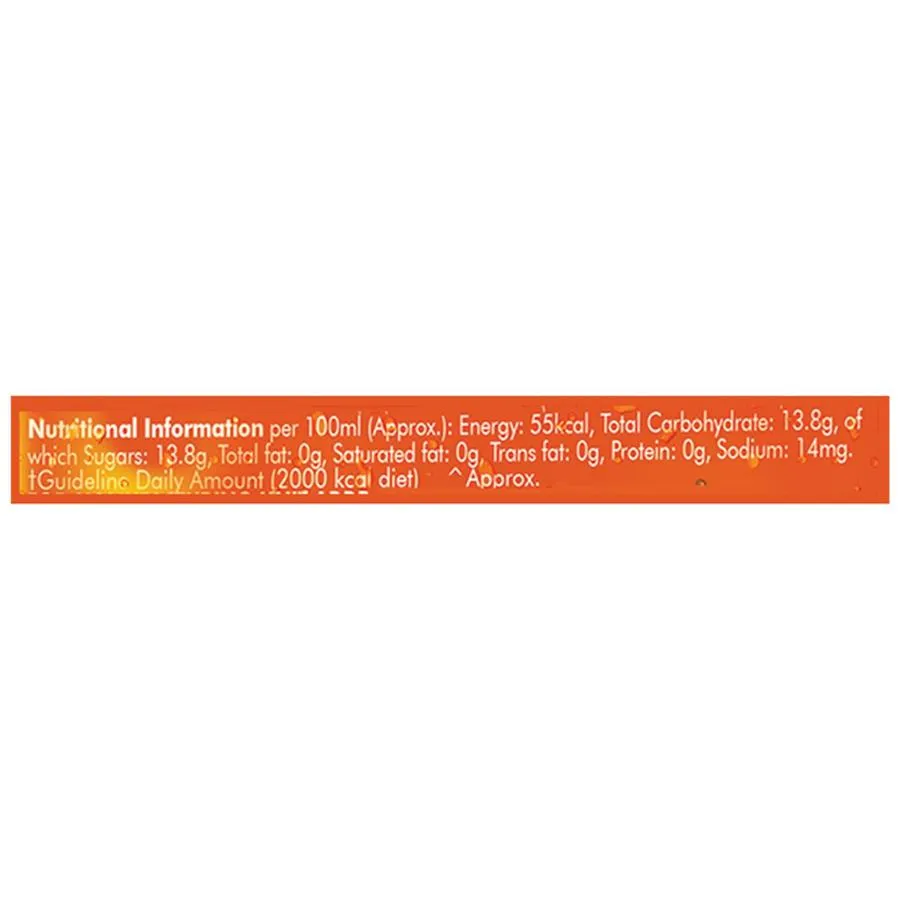 Nutritional Information per 100ml (Approx.): Energy: 55kcal, Total Carbohydrate: 13.8g, of
which Sugars: 13.8g, Total fat: 0g, Saturated fat: 0g, Trans fat: 0g, Protein: 0g, Sodium: 14mg.
†Guideline Daily Amount (2000 kcal diet) ^Approx.